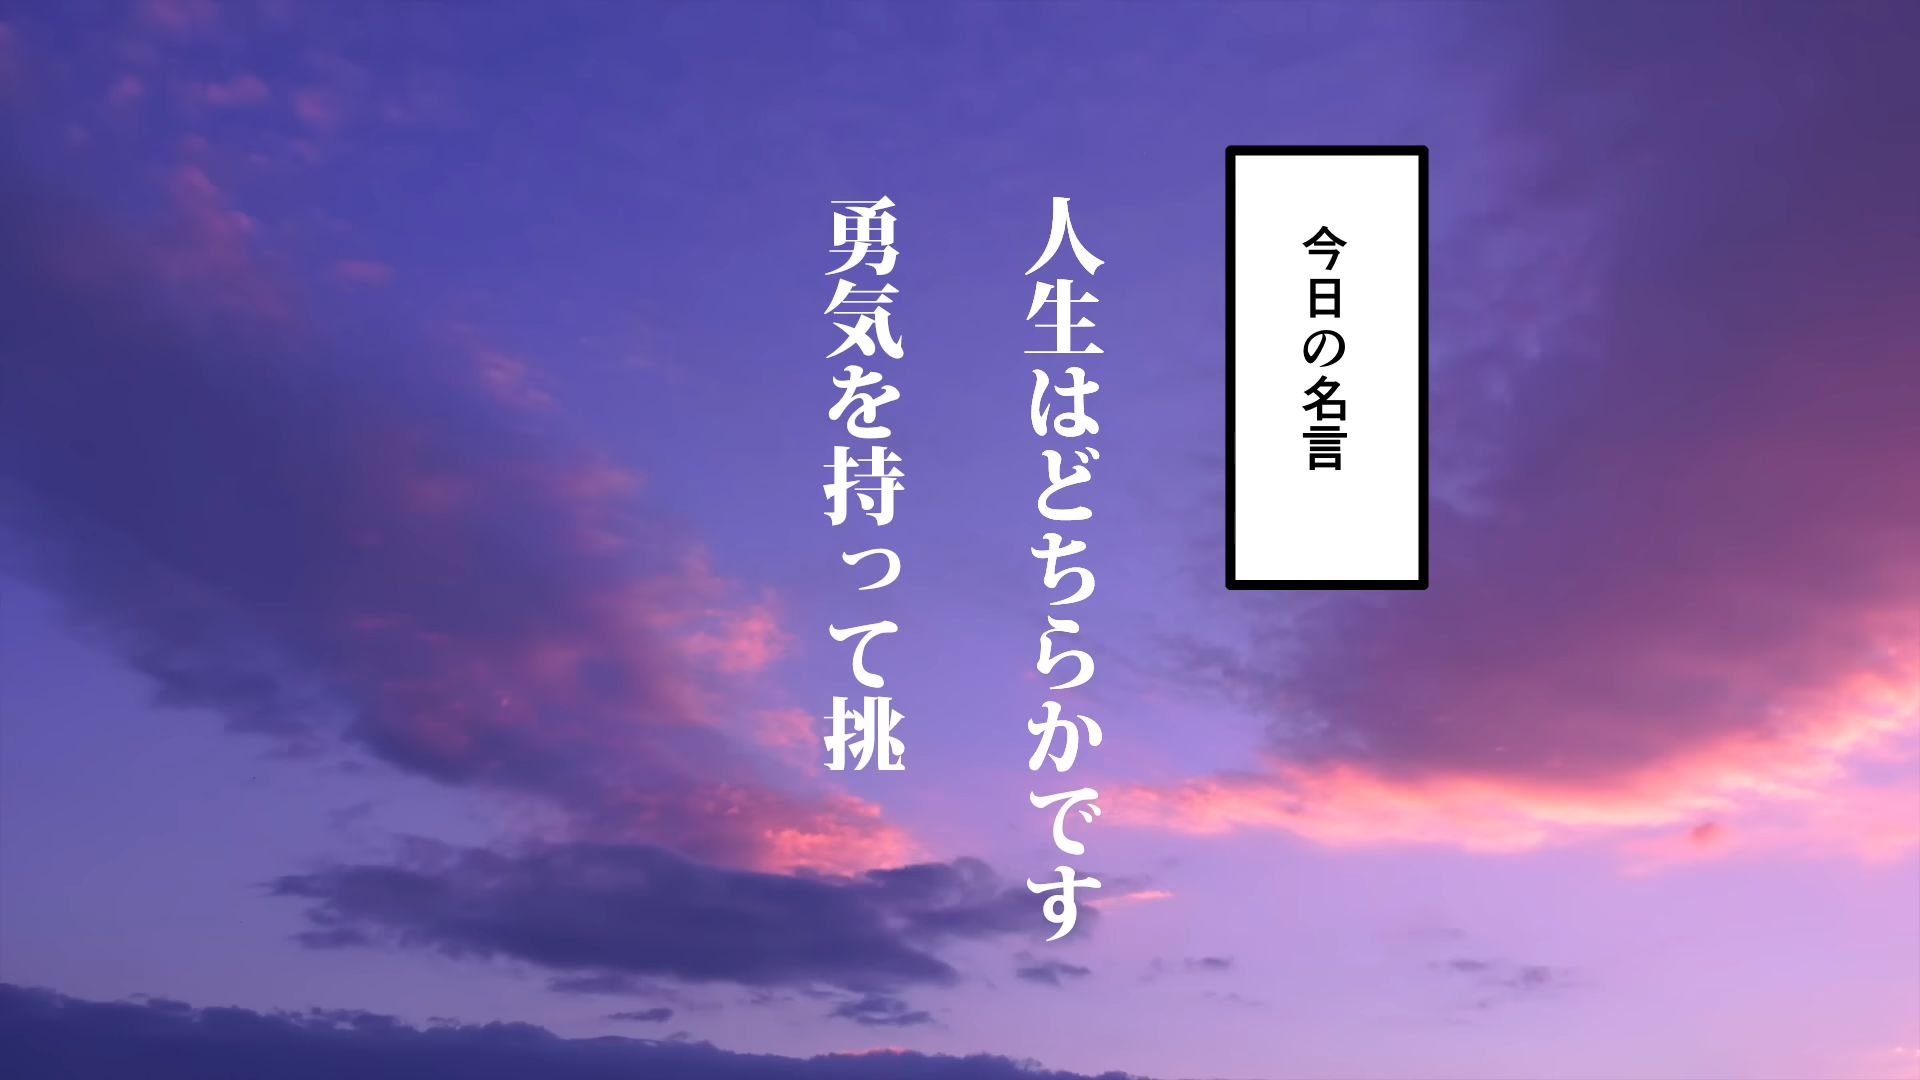 今日の名言
人生はどちらかです
勇気を持って挑